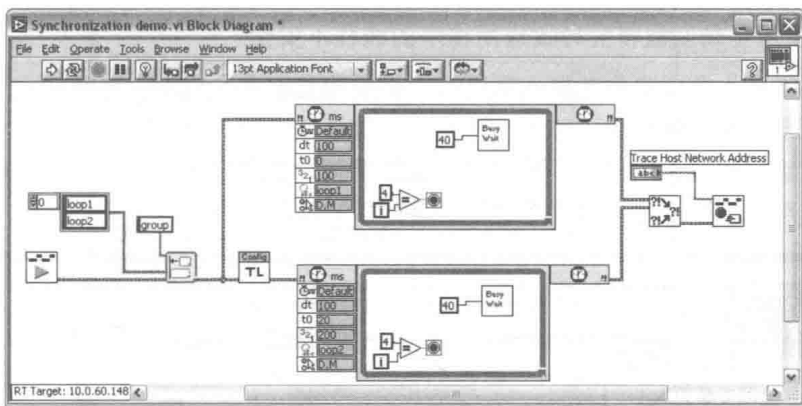 Synchronization demo.vi Block Diagram *
File Edit Operate Tools Browse Window Help
13pt Application Font
1
ms
Default
dt 100
t0 0
100
loop1
D.M
40
Busy Wait
4
i
=
Trace Host Network Address
abc
0
loop1
loop2
group
Config
TL
ms
Default
dt 100
t0 20
200
loop2
D.M
40
Busy Wait
4
i
=
RT Target: 10.0.60.148